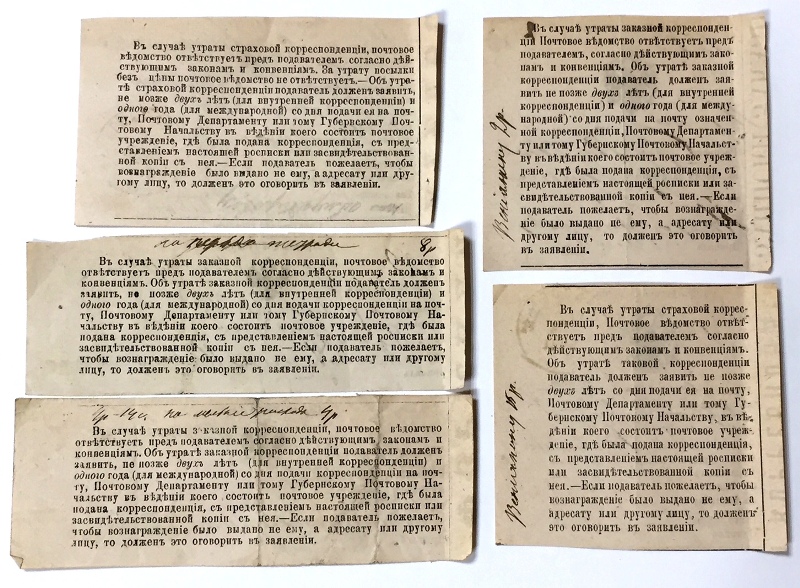 Въ случаѣ утраты страховой корреспонденціи, почтовое
вѣдомство отвѣтствуетъ предъ подавателемъ согласно дѣй-
ствующимъ законамъ и конвенціямъ. За утрату посылки
безъ цѣны почтовое вѣдомство не отвѣтствуетъ.—Объ утра-
тѣ страховой корреспонденціи подаватель долженъ заявить,
не позже двухъ лѣтъ (для внутренней корреспонденціи) и
одного года (для международной) со дня подачи ея на поч-
ту, Почтовому Департаменту или тому Губернскому Поч-
товому Начальству въ вѣдѣніи коего состоитъ почтовое
учрежденіе, гдѣ была подана корреспонденція, съ пред-
ставленіемъ настоящей росписки или засвидѣтельствован-
ной копіи съ нея.—Если подаватель пожелаетъ, чтобы
вознагражденіе было выдано не ему, а адресату или дру-
гому лицу, то долженъ это оговорить въ заявленіи.
на первая тетради 8р
Въ случаѣ утраты заказной корреспонденціи, почтовое вѣдомство
отвѣтствуетъ предъ подавателемъ согласно дѣйствующимъ законамъ и
конвенціямъ. Объ утратѣ заказной корреспонденціи податель долженъ
заявить, не позже двухъ лѣтъ (для внутренней корреспонденціи) и
одного года (для международной) со дня подачи корреспонденціи на поч-
ту, Почтовому Департаменту или тому Губернскому Почтовому На-
чальству въ вѣдѣніи коего состоитъ почтовое учрежденіе, гдѣ была
подана корреспонденція, съ представленіемъ настоящей росписки или
засвидѣтельствованной копіи съ нея.—Если подаватель пожелаетъ,
чтобы вознагражденіе было выдано не ему, а адресату или другому
лицу, то долженъ это оговорить въ заявленіи.
Въ случаѣ утраты заказной корреспонденціи, почтовое вѣдомство
отвѣтствуетъ предъ подавателемъ согласно дѣйствующимъ законамъ и
конвенціямъ. Объ утратѣ заказной корреспонденціи подаватель долженъ
заявить, не позже двухъ лѣтъ (для внутренней корреспонденціи) и
одного года (для международной) со дня подачи корреспонденціи на поч-
ту, Почтовому Департаменту или тому Губернскому Почтовому На-
чальству въ вѣдѣніи коего состоитъ почтовое учрежденіе, гдѣ была
подана корреспонденція, съ представленіемъ настоящей росписки или
засвидѣтельствованной копіи съ нея.—Если подаватель пожелаетъ,
чтобы вознагражденіе было выдано не ему, а адресату или другому
лицу, то долженъ это оговорить въ заявленіи.
Веніамину 2р.
Въ случаѣ утраты заказной корреспонден-
ціи Почтовое вѣдомство отвѣтствуетъ предъ
подавателемъ, согласно дѣйствующимъ зако-
намъ и конвенціямъ. Объ утратѣ заказной
корреспонденціи подаватель долженъ зая-
вить, не позже двухъ лѣтъ (для внутренней
корреспонденціи) и одного года (для между-
народной) со дня подачи на почту означен-
ной корреспонденціи, Почтовому Департамен-
ту или тому Губернскому Почтовому Начальст-
ву въ вѣдѣніи коего состоитъ почтовое учреж-
деніе, гдѣ была подана корреспонденція, съ
представленіемъ настоящей росписки или за-
свидѣтельствованной копіи съ нея.—Если
подаватель пожелаетъ, чтобы вознагражде-
ніе было выдано не ему, а адресату или
другому лицу, то долженъ это оговорить
въ заявленіи.
Въ случаѣ утраты страховой коррес-
понденціи, Почтовое вѣдомство отвѣт-
ствуетъ предъ подавателемъ согласно
дѣйствующимъ законамъ и конвенціямъ.
Объ утратѣ таковой корреспонденціи
подаватель долженъ заявить не позже
двухъ лѣтъ со дня подачи ея на почту,
Почтовому Департаменту или тому Гу-
бернскому Почтовому Начальству, въ вѣ-
дѣніи коего состоитъ почтовое учреж-
деніе, гдѣ была подана корреспонденція,
съ представленіемъ настоящей росписки
или засвидѣтельствованной копіи съ
нея.—Если подаватель пожелаетъ, чтобы
вознагражденіе было выдано не ему, а
адресату или другому лицу, то долженъ
это оговорить въ заявленіи.